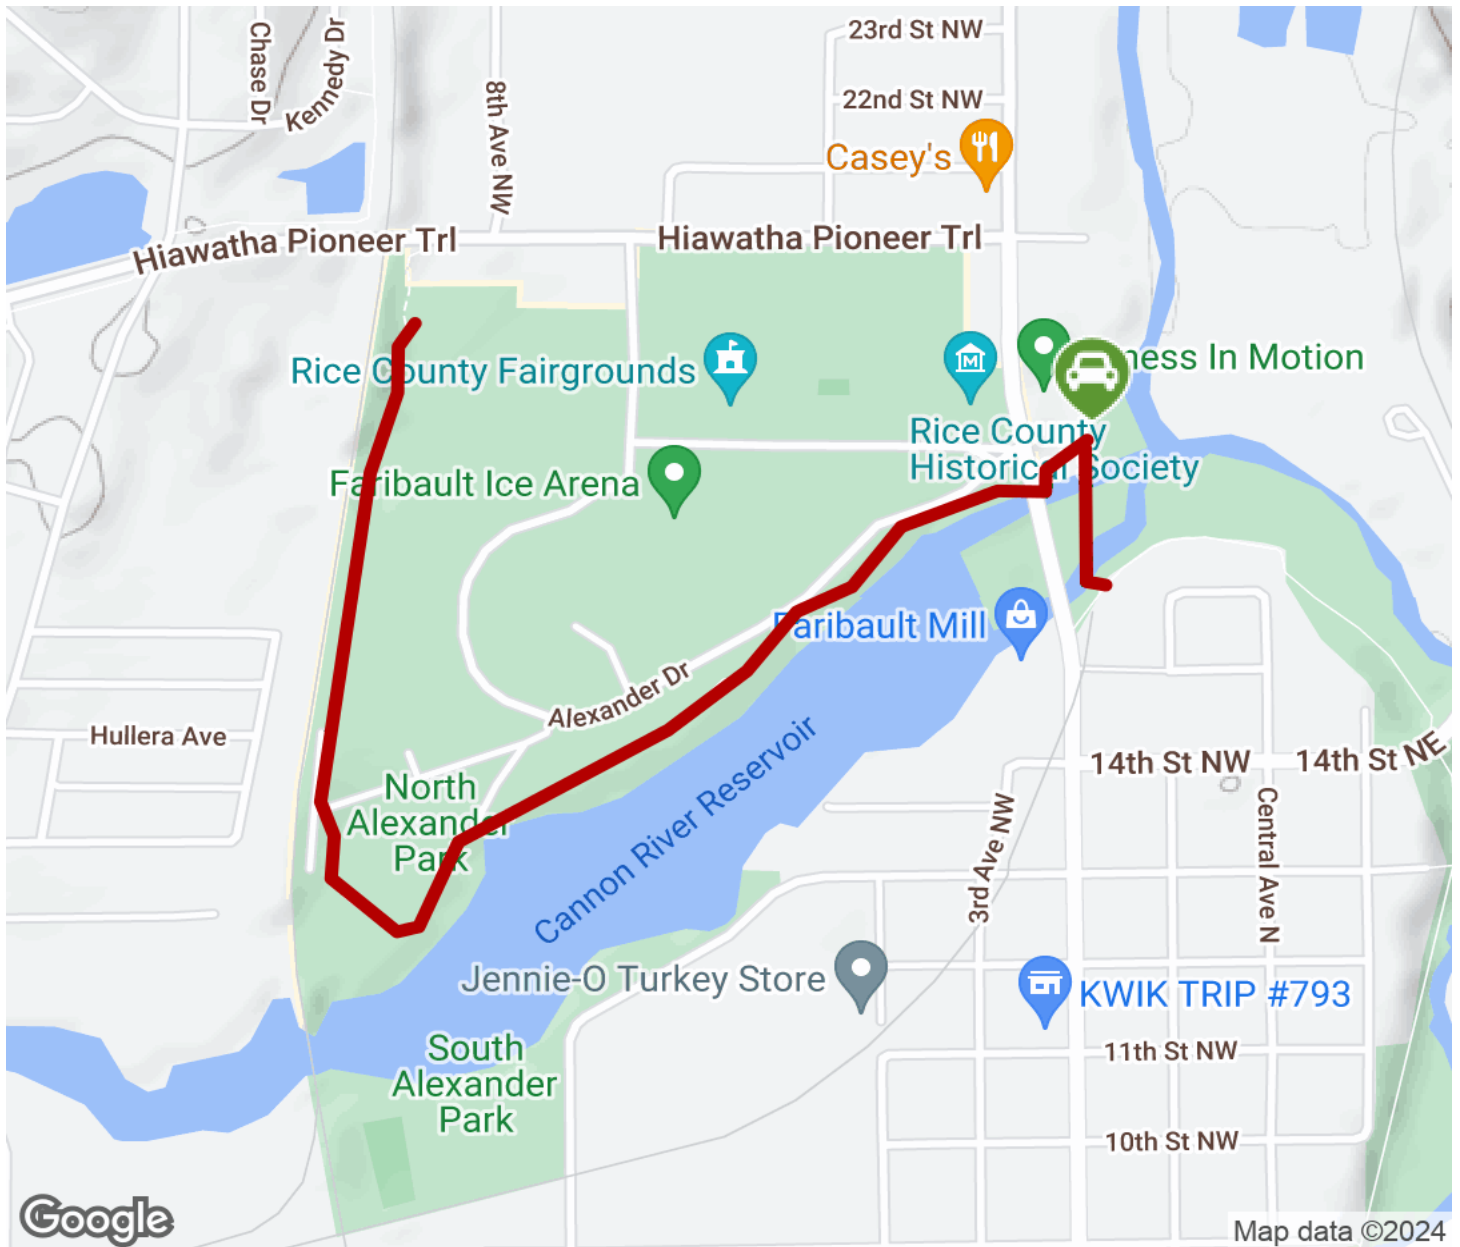 23rd St NW
Chase Dr
Kennedy Dr
8th Ave NW
22nd St NW
Casey's
Hiawatha Pioneer Trl
Hiawatha Pioneer Trl
Rice County Fairgrounds
ness In Motion
Rice County
Historical Society
Faribault Ice Arena
Faribault Mill
Alexander Dr
Hullera Ave
North
Alexander
Park
Cannon River Reservoir
14th St NW
14th St NE
3rd Ave NW
Central Ave N
Jennie-O Turkey Store
KWIK TRIP #793
South
Alexander
Park
11th St NW
10th St NW
Google
Map data ©2024